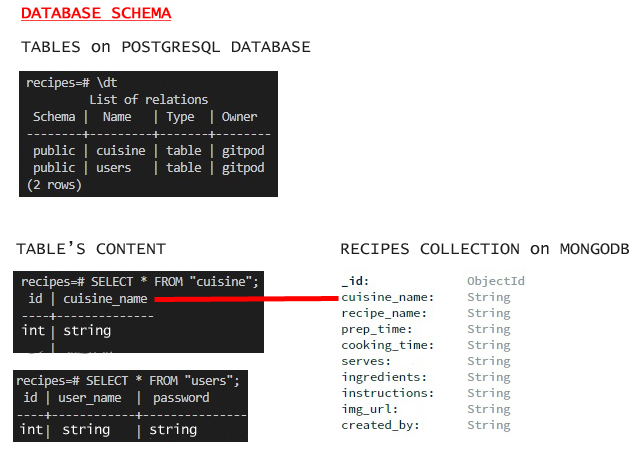 DATABASE SCHEMA
TABLES on POSTGRESQL DATABASE
recipes=# \dt
List of relations
Schema | Name | Type | Owner
--------+---------+-------+--------
public | cuisine | table | gitpod
public | users | table | gitpod
(2 rows)
TABLE'S CONTENT
recipes=# SELECT * FROM "cuisine";
id | cuisine_name
----+--------------
int | string
recipes=# SELECT * FROM "users";
id | user_name | password
----+-----------+--------------
int | string | string
RECIPES COLLECTION on MONGODB
_id: ObjectId
cuisine_name: String
recipe_name: String
prep_time: String
cooking_time: String
serves: String
ingredients: String
instructions: String
img_url: String
created_by: String